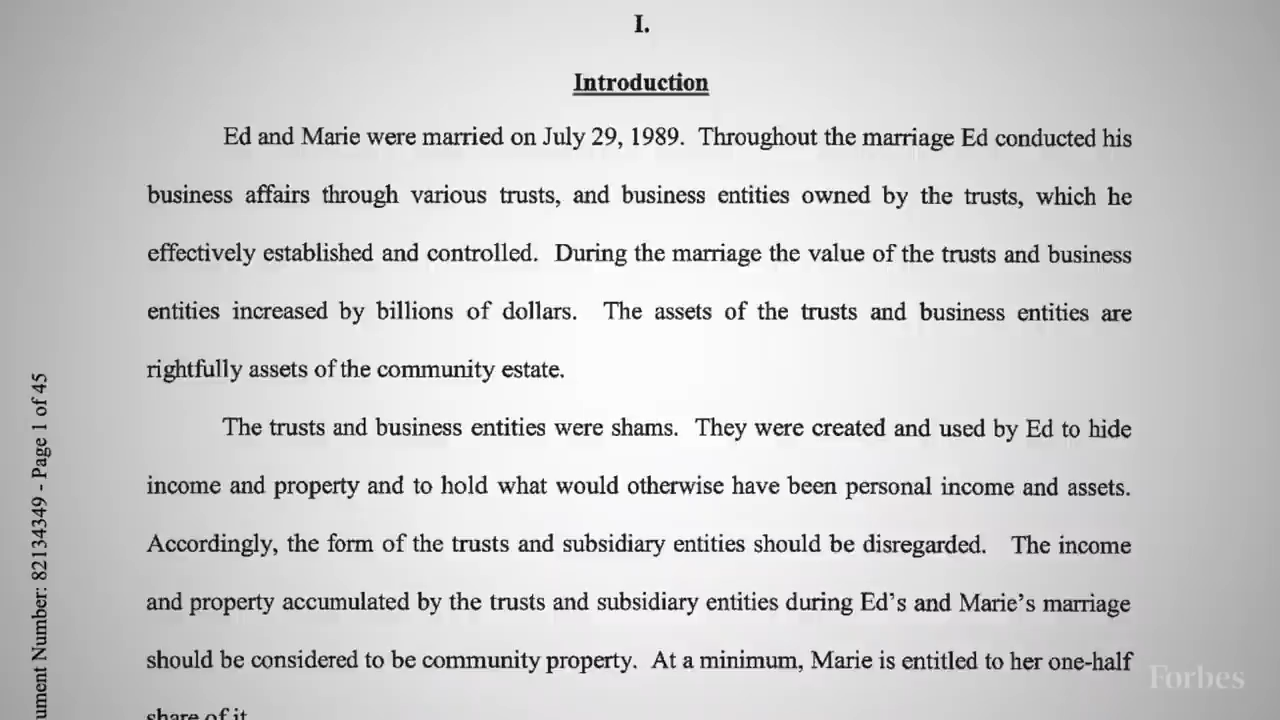 I.
Introduction
Ed and Marie were married on July 29, 1989. Throughout the marriage Ed conducted his
business affairs through various trusts, and business entities owned by the trusts, which he
effectively established and controlled. During the marriage the value of the trusts and business
entities increased by billions of dollars. The assets of the trusts and business entities are
rightfully assets of the community estate.
The trusts and business entities were shams. They were created and used by Ed to hide
income and property and to hold what would otherwise have been personal income and assets.
Accordingly, the form of the trusts and subsidiary entities should be disregarded. The income
and property accumulated by the trusts and subsidiary entities during Ed's and Marie's marriage
should be considered to be community property. At a minimum, Marie is entitled to her one-half
share of it
ument Number: 82134349 - Page 1 of 45
Forbes